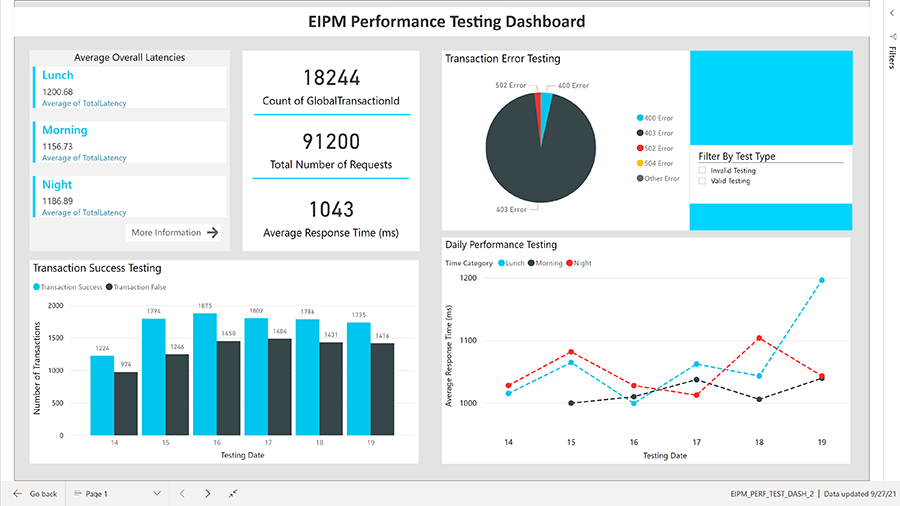 EIPM Performance Testing Dashboard
Average Overall Latencies
Lunch
1200.68
Average of TotalLatency
Morning
1156.73
Average of TotalLatency
Night
1186.89
Average of TotalLatency
More Information
18244
Count of GlobalTransactionId
91200
Total Number of Requests
1043
Average Response Time (ms)
Transaction Error Testing
502 Error
400 Error
403 Error
400 Error
403 Error
502 Error
504 Error
Other Error
Filter By Test Type
Invalid Testing
Valid Testing
Filters
Transaction Success Testing
Transaction Success Transaction False
Number of Transactions
2000
1500
1000
500
0
1224
974
1794
1246
1875
1450
1802
1484
1786
1431
1735
1416
14 15 16 17 18 19
Testing Date
Daily Performance Testing
Time Category Lunch Morning Night
Average Response Time (ms)
1200
1100
1000
14 15 16 17 18 19
Testing Date
Go back
Page 1
EIPM_PERF_TEST_DASH_2 | Data updated 9/27/21